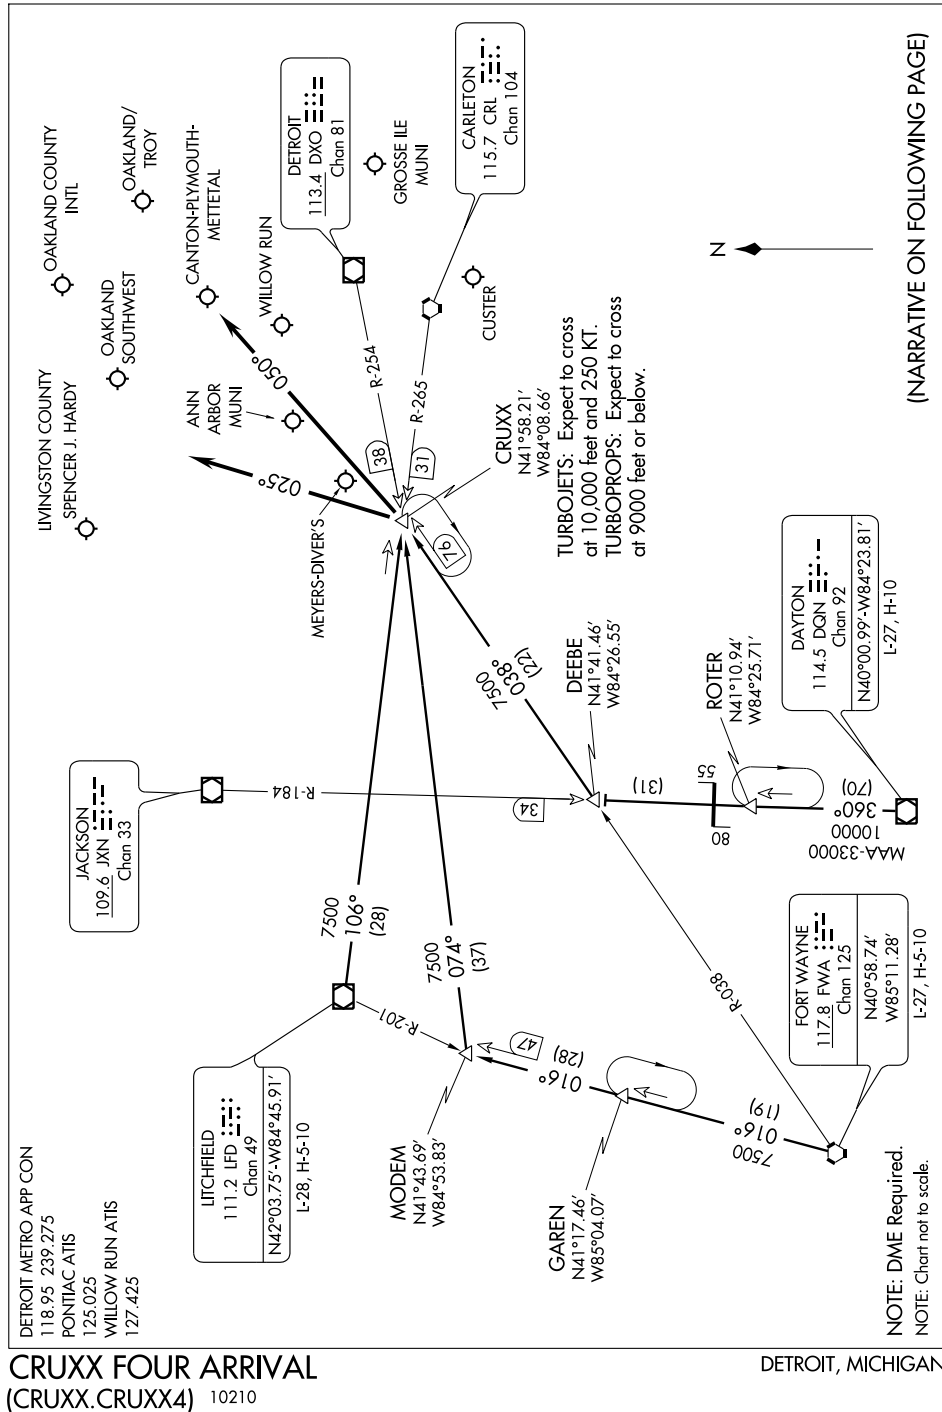 DETROIT METRO APP CON
118.95 239.275
PONTIAC ATIS
125.025
WILLOW RUN ATIS
127.425
LITCHFIELD
111.2 LFD
Chan 49
N42°03.75′-W84°45.91′
L-28, H-5-10
JACKSON
109.6 JXN
Chan 33
LIVINGSTON COUNTY
SPENCER J. HARDY
OAKLAND COUNTY
INTL
OAKLAND
SOUTHWEST
OAKLAND/
TROY
CANTON-PLYMOUTH-
METTETAL
ANN
ARBOR
MUNI
WILLOW RUN
MEYERS-DIVER'S
DETROIT
113.4 DXO
Chan 81
GROSSE ILE
MUNI
CARLETON
115.7 CRL
Chan 104
CUSTER
025°
050°
R-254
38
R-265
31
76
CRUXX
N41°58.21′
W84°08.66′
TURBOJETS: Expect to cross
at 10,000 feet and 250 KT.
TURBOPROPS: Expect to cross
at 9000 feet or below.
7500
106°
(28)
7500
074°
(37)
7500
038°
(22)
R-184
34
R-201
MODEM
N41°43.69′
W84°53.83′
47
016°
(28)
GAREN
N41°17.46′
W85°04.07′
7500
016°
(19)
R-038
DEEBE
N41°41.46′
W84°26.55′
(31)
55
80
ROTER
N41°10.94′
W84°25.71′
(70)
360°
10000
MAA-33000
DAYTON
114.5 DQN
Chan 92
N40°00.99′-W84°23.81′
L-27, H-10
FORT WAYNE
117.8 FWA
Chan 125
N40°58.74′
W85°11.28′
L-27, H-5-10
N
NOTE: DME Required.
NOTE: Chart not to scale.
(NARRATIVE ON FOLLOWING PAGE)
CRUXX FOUR ARRIVAL
(CRUXX.CRUXX4) 10210
DETROIT, MICHIGAN